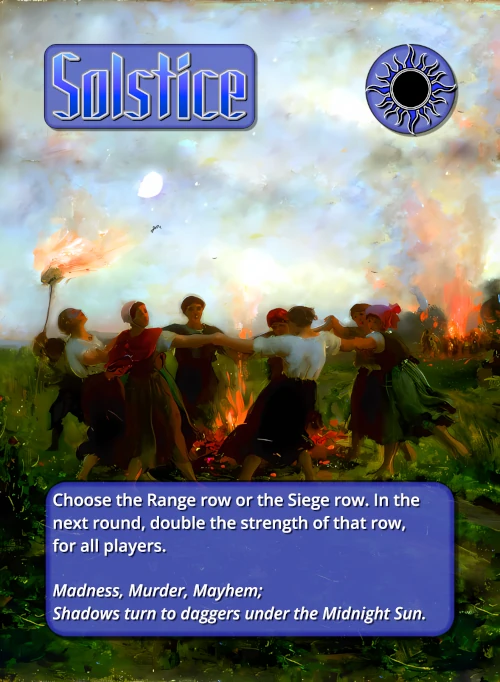 Solstice
Choose the Range row or the Siege row. In the
next round, double the strength of that row,
for all players.
Madness, Murder, Mayhem;
Shadows turn to daggers under the Midnight Sun.